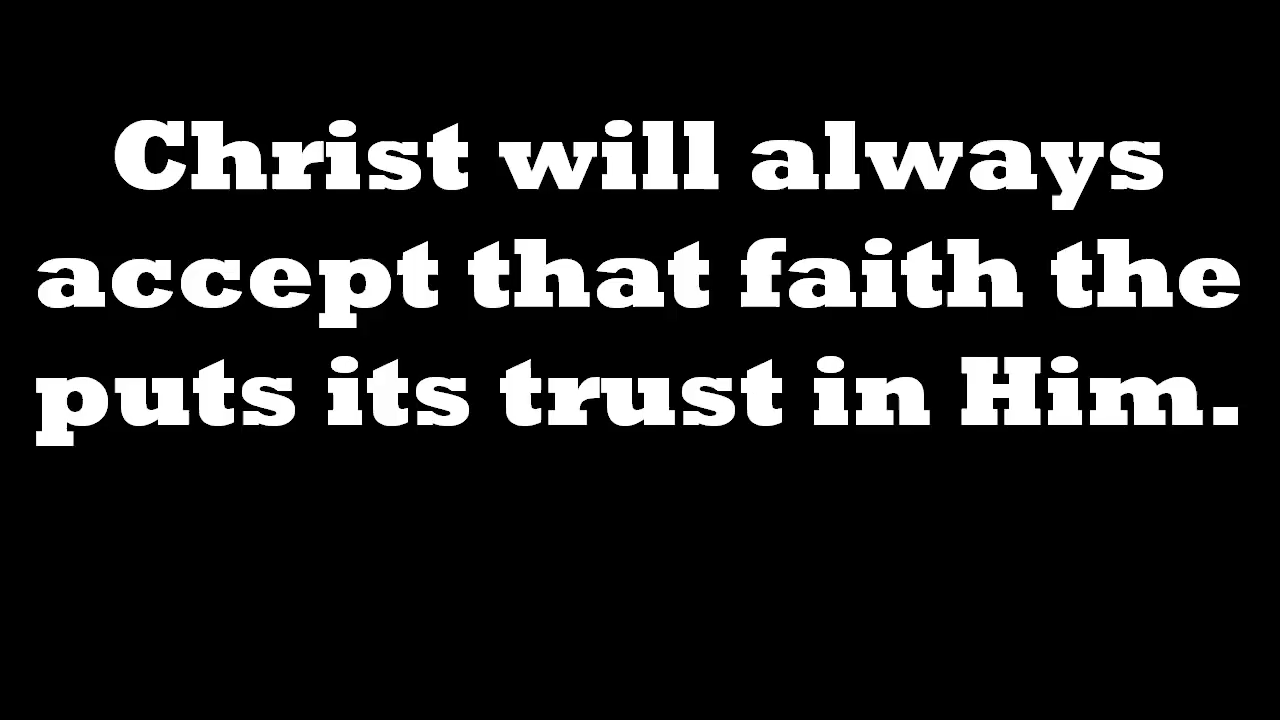 Christ will always
accept that faith the
puts its trust in Him.